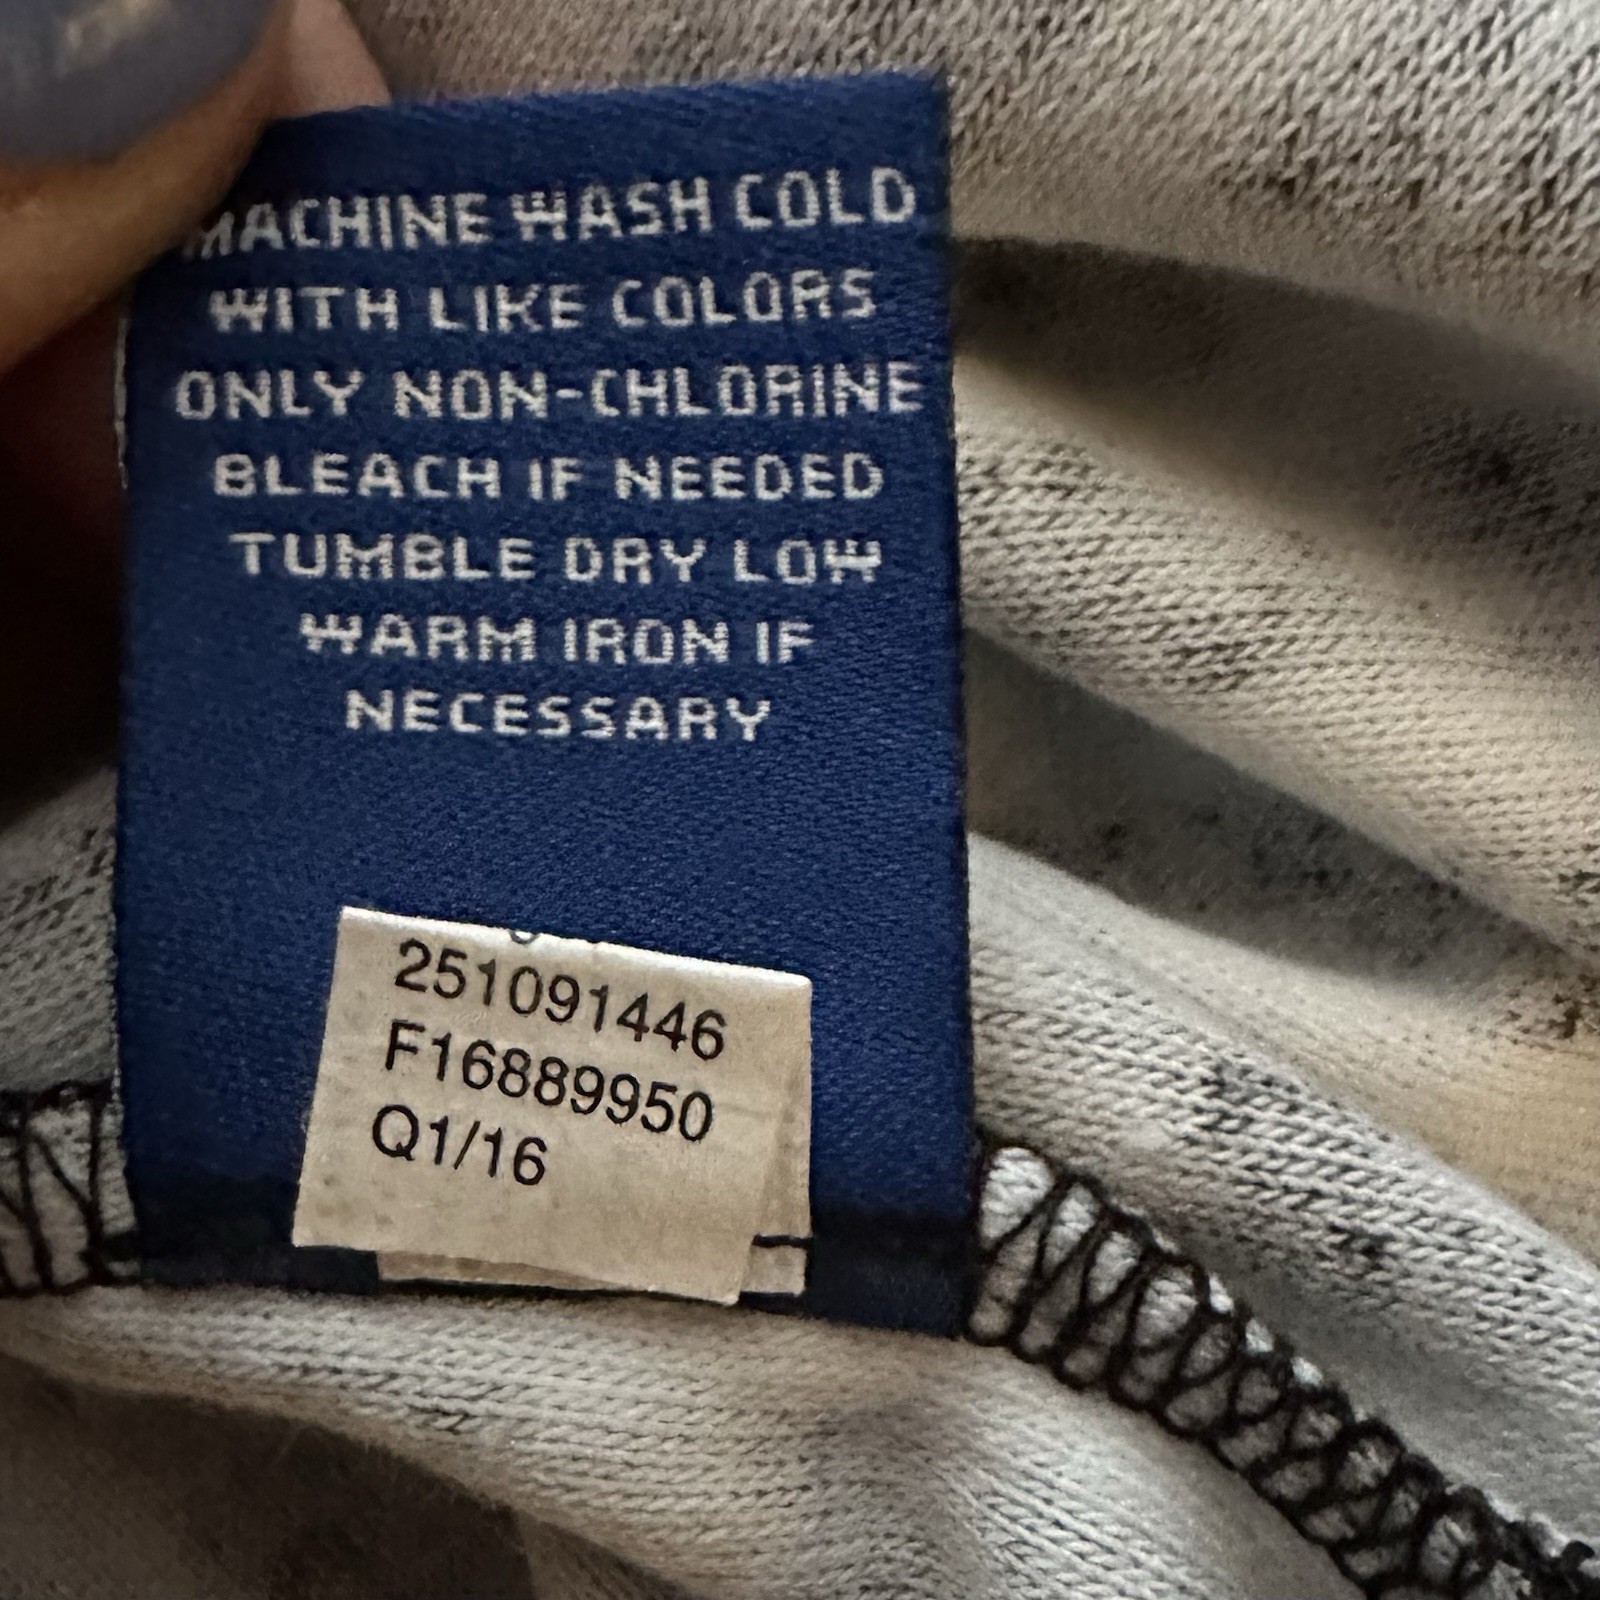 MACHINE WASH COLD
WITH LIKE COLORS
ONLY NON-CHLORINE
BLEACH IF NEEDED
TUMBLE DRY LOW
WARM IRON IF
NECESSARY
251091446
F16889950
Q1/16